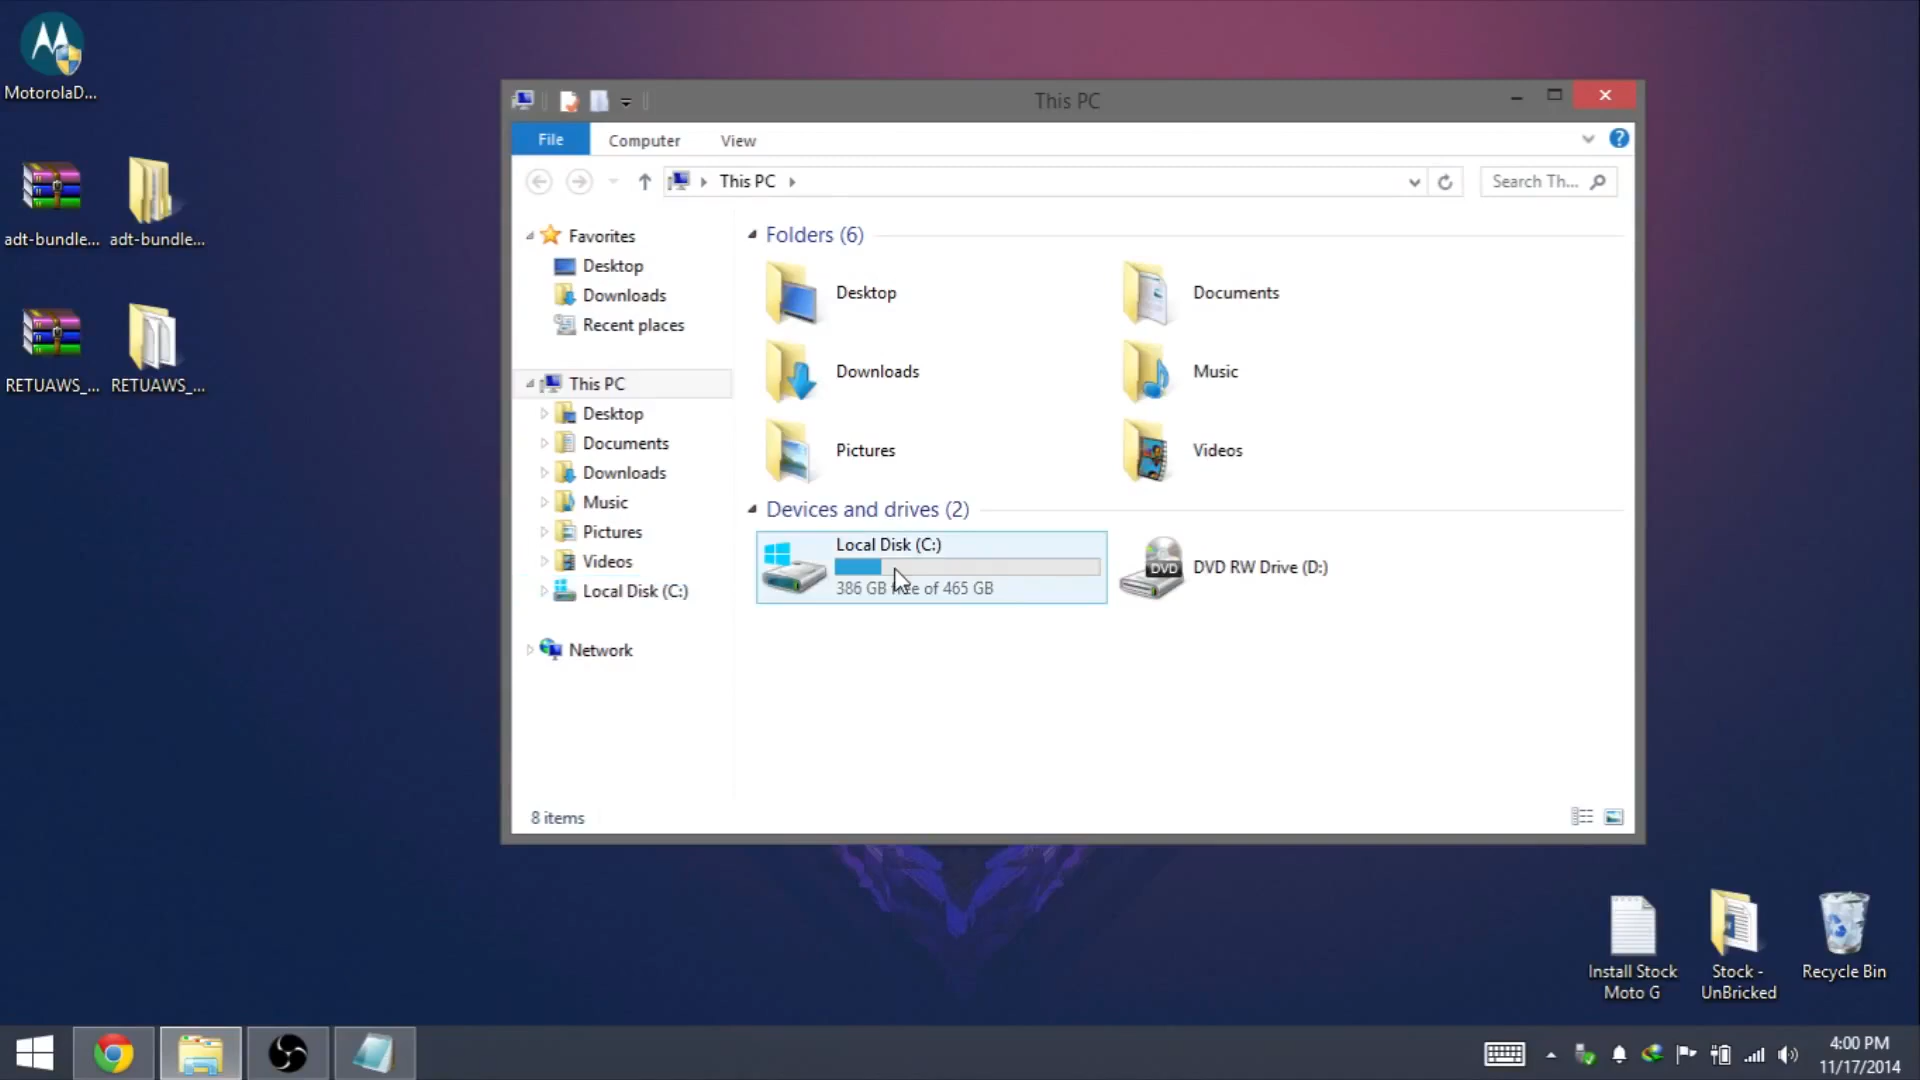 MotorolaD...
adt-bundle...
adt-bundle...
RETUAWS_...
RETUAWS_...
This PC
File
Computer
View
This PC
Search Th...
Favorites
Desktop
Downloads
Recent places
This PC
Desktop
Documents
Downloads
Music
Pictures
Videos
Local Disk (C:)
Network
Folders (6)
Desktop
Documents
Downloads
Music
Pictures
Videos
Devices and drives (2)
Local Disk (C:)
386 GB free of 465 GB
DVD
DVD RW Drive (D:)
8 items
Install Stock
Moto G
Stock -
UnBricked
Recycle Bin
4:00 PM
11/17/2014